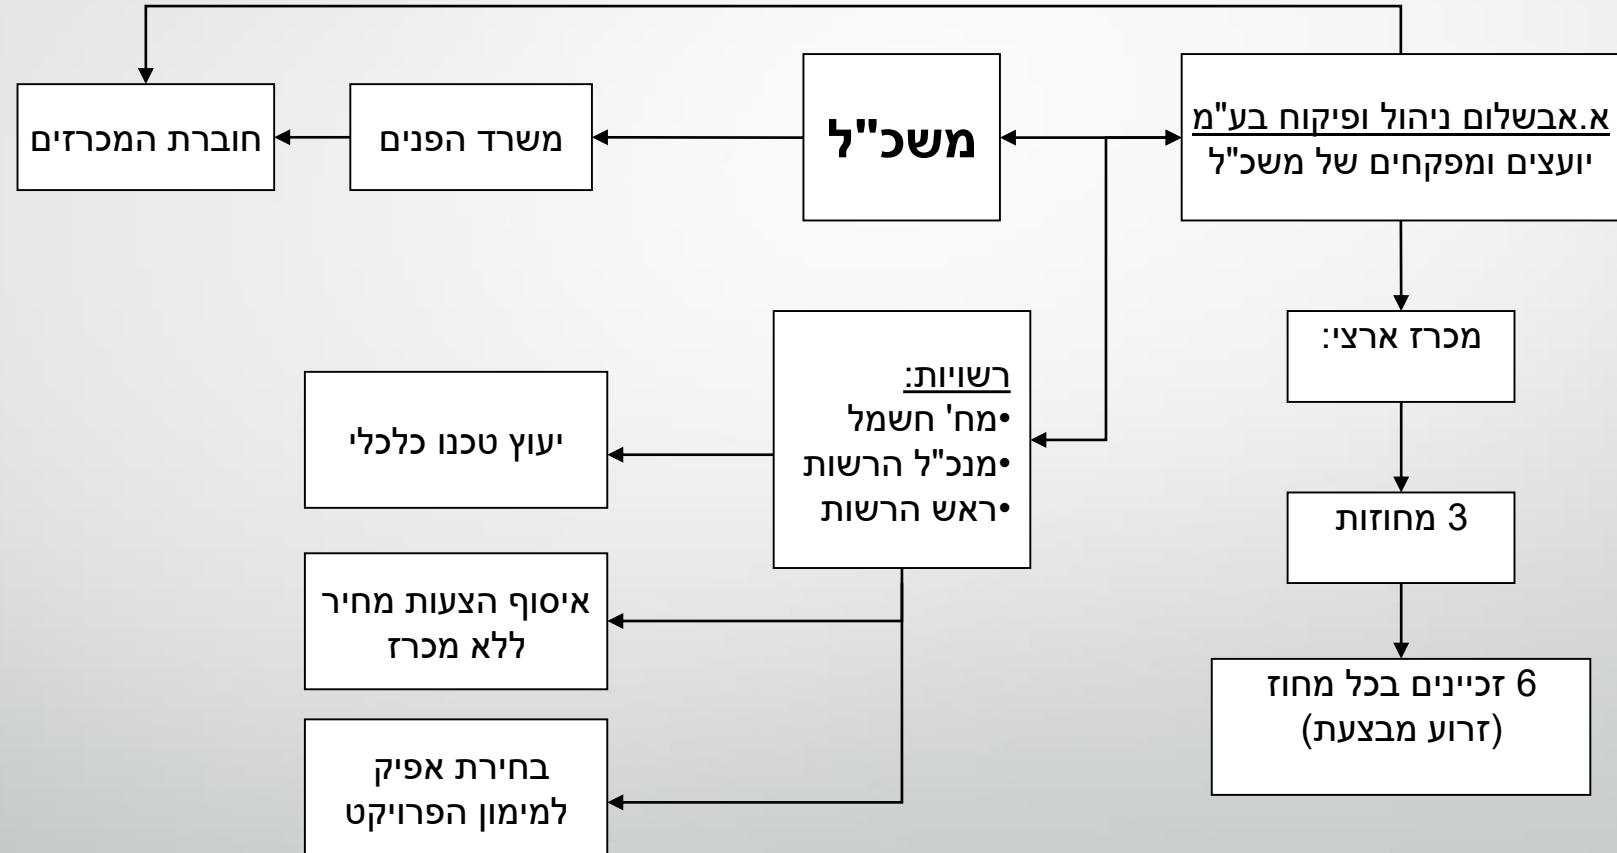 א.אבשלום ניהול ופיקוח בע"מ
יועצים ומפקחים של משכ"ל
משכ"ל
משרד הפנים
חוברת המכרזים
מכרז ארצי:
3 מחוזות
6 זכיינים בכל מחוז
(זרוע מבצעת)
רשויות:
•מח' חשמל
•מנכ"ל הרשות
•ראש הרשות
יעוץ טכנו כלכלי
איסוף הצעות מחיר
ללא מכרז
בחירת אפיק
למימון הפרויקט